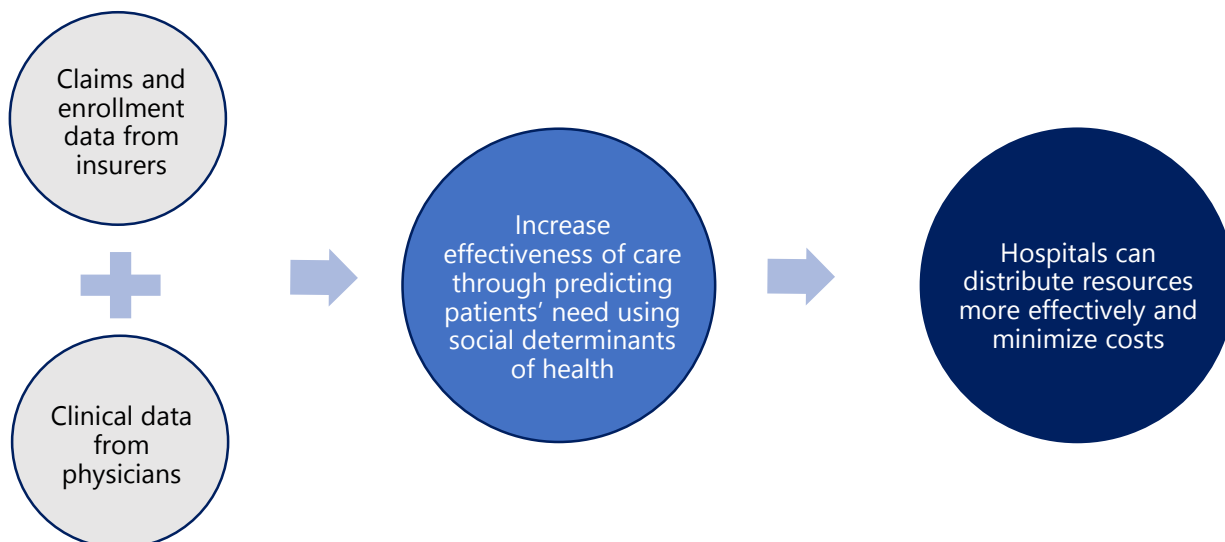 Claims and
enrollment
data from
insurers
Clinical data
from
physicians
Increase
effectiveness of care
through predicting
patients’ need using
social determinants
of health
Hospitals can
distribute resources
more effectively and
minimize costs